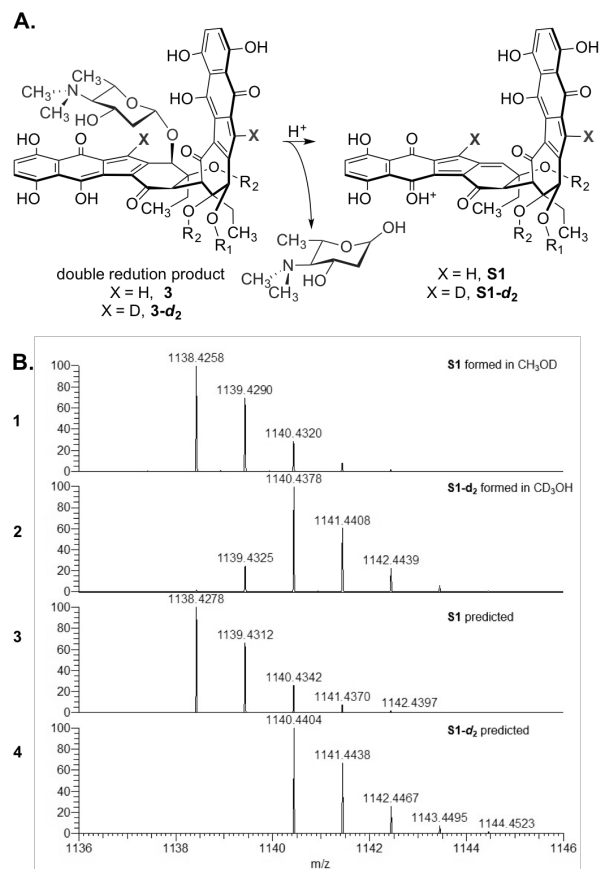 A.
OH
HO
O
CH₃
N
H₃C
CH₃
O
HO
HO
O
X
O
X
HO
OH
O
CH₃
O
R₂
O
R₂
O
R₁
CH₃
H⁺
OH
HO
O
HO
O
X
O
X
HO
OH⁺
O
CH₃
O
R₂
O
R₂
O
R₁
CH₃
CH₃
O
OH
N
HO
H₃C
CH₃
double redution product
X = H, 3
X = D, 3-d₂
X = H, S1
X = D, S1-d₂
B.
1
S1 formed in CH₃OD
100
80
60
40
20
0
1138.4258
1139.4290
1140.4320
2
S1-d₂ formed in CD₃OH
100
80
60
40
20
0
1140.4378
1141.4408
1139.4325
1142.4439
3
S1 predicted
100
80
60
40
20
0
1138.4278
1139.4312
1140.4342
1141.4370
1142.4397
4
S1-d₂ predicted
100
80
60
40
20
0
1140.4404
1141.4438
1142.4467
1143.4495
1144.4523
1136 1138 1140 1142 1144 1146
m/z